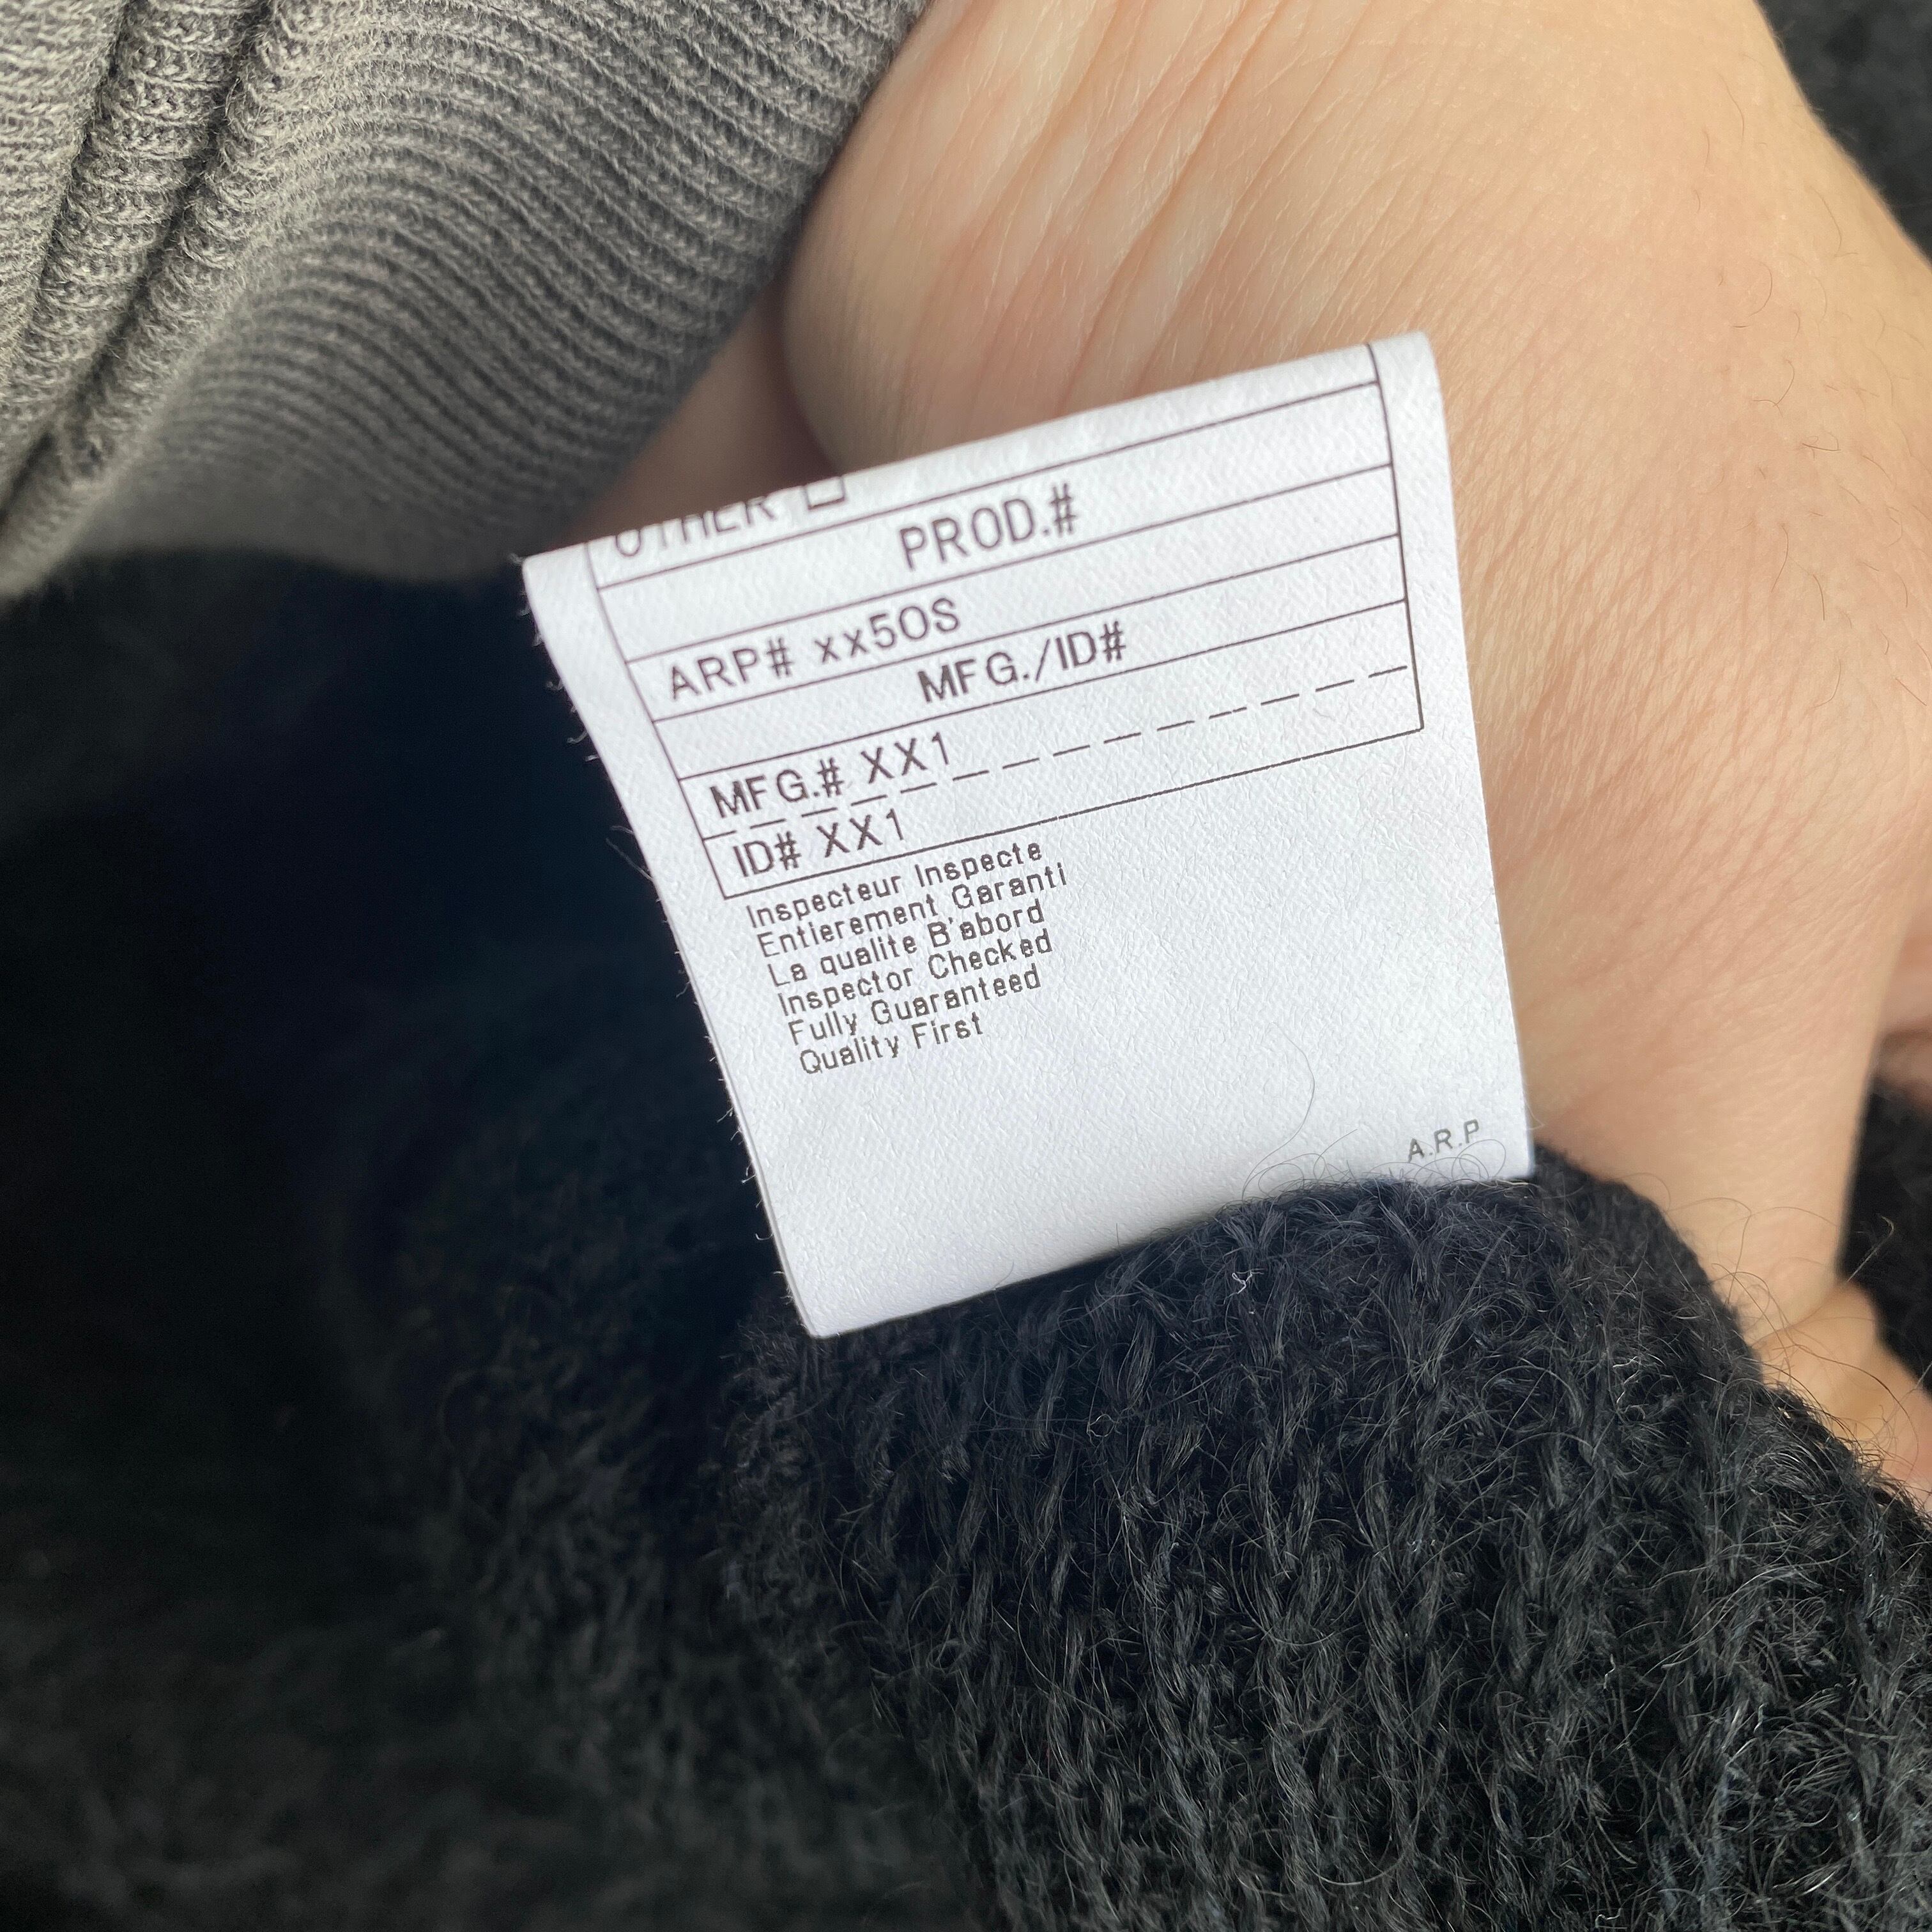 OTHER □
PROD.#
ARP# xx50S
MFG./ID#
MFG.# XX1
ID# XX1
Inspecteur Inspecte
Entierement Garanti
La qualite B'abord
Inspector Checked
Fully Guaranteed
Quality First
A.R.P